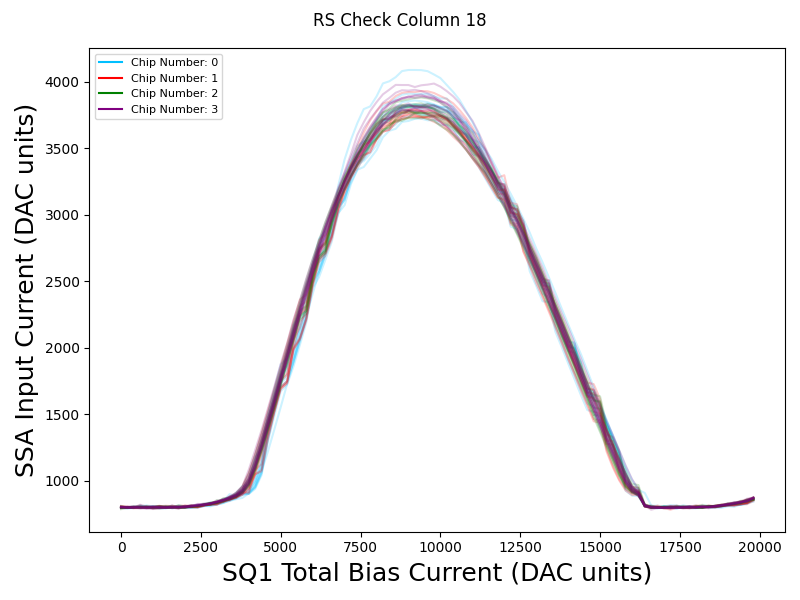 RS Check Column 18
Chip Number: 0
Chip Number: 1
Chip Number: 2
Chip Number: 3
SSA Input Current (DAC units)
4000
3500
3000
2500
2000
1500
1000
0 2500 5000 7500 10000 12500 15000 17500 20000
SQ1 Total Bias Current (DAC units)